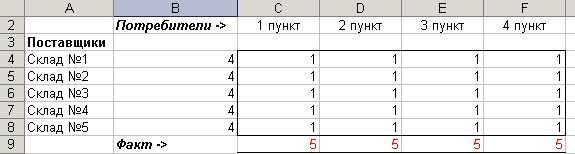 A B C D E F
2 Потребители -> 1 пункт 2 пункт 3 пункт 4 пункт
3 Поставщики
4 Склад №1 4 1 1 1 1
5 Склад №2 4 1 1 1 1
6 Склад №3 4 1 1 1 1
7 Склад №4 4 1 1 1 1
8 Склад №5 4 1 1 1 1
9 Факт -> 5 5 5 5